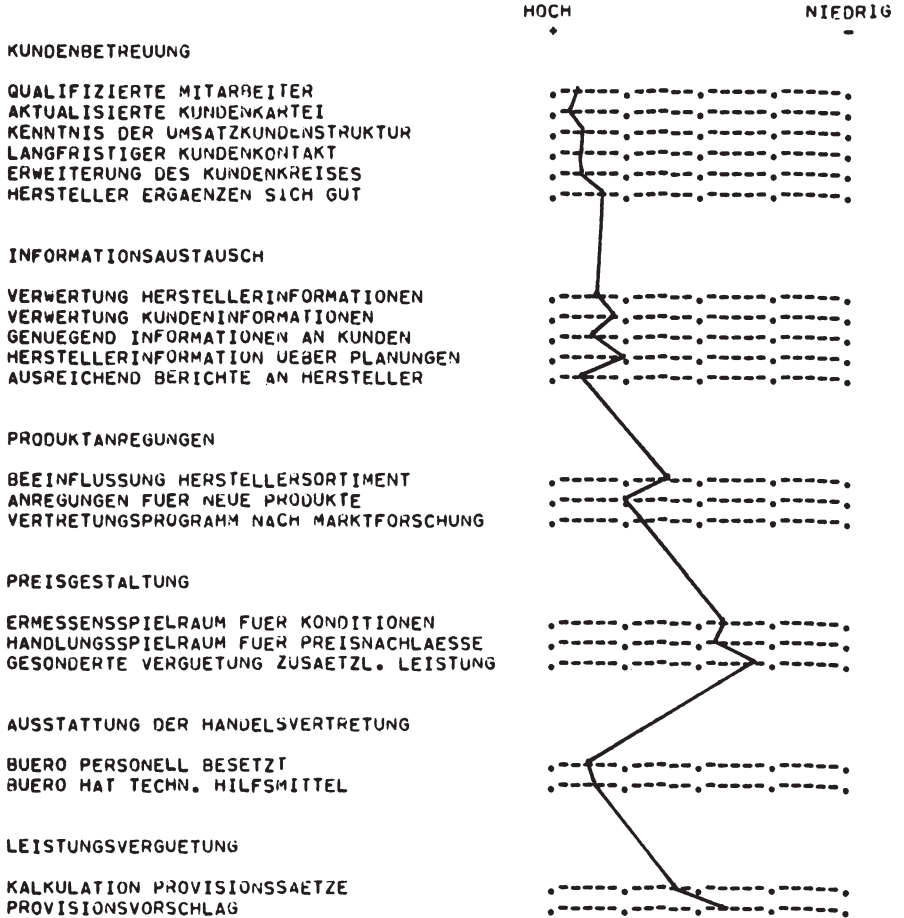 HOCH NIEDRIG
+ -
KUNDENBETREUUNG
QUALIFIZIERTE MITARBEITER
AKTUALISIERTE KUNDENKARTEI
KENNTNIS DER UMSATZKUNDENSTRUKTUR
LANGFRISTIGER KUNDENKONTAKT
ERWEITERUNG DES KUNDENKREISES
HERSTELLER ERGAENZEN SICH GUT
INFORMATIONSAUSTAUSCH
VERWERTUNG HERSTELLERINFORMATIONEN
VERWERTUNG KUNDENINFORMATIONEN
GENUEGEND INFORMATIONEN AN KUNDEN
HERSTELLERINFORMATION UEBER PLANUNGEN
AUSREICHEND BERICHTE AN HERSTELLER
PRODUKTANREGUNGEN
BEEINFLUSSUNG HERSTELLERSORTIMENT
ANREGUNGEN FUER NEUE PRODUKTE
VERTRETUNGSPROGRAMM NACH MARKTFORSCHUNG
PREISGESTALTUNG
ERMESSENSSPIELRAUM FUER KONDITIONEN
HANDLUNGSSPIELRAUM FUER PREISNACHLAESSE
GESONDERTE VERGUETUNG ZUSAETZL. LEISTUNG
AUSSTATTUNG DER HANDELSVERTRETUNG
BUERO PERSONELL BESETZT
BUERO HAT TECHN. HILFSMITTEL
LEISTUNGSVERGUETUNG
KALKULATION PROVISIONSSAETZE
PROVISIONSVORSCHLAG